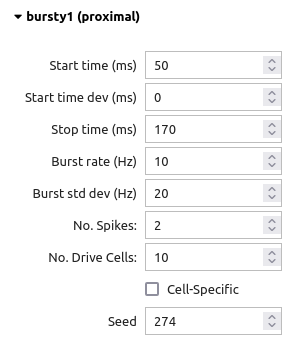 bursty1 (proximal)
Start time (ms) 50
Start time dev (ms) 0
Stop time (ms) 170
Burst rate (Hz) 10
Burst std dev (Hz) 20
No. Spikes: 2
No. Drive Cells: 10
Cell-Specific
Seed 274